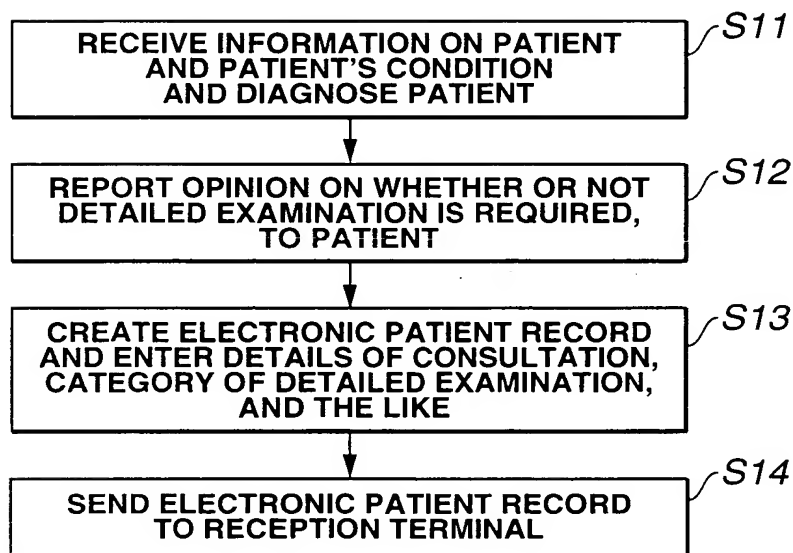 S11
RECEIVE INFORMATION ON PATIENT
AND PATIENT'S CONDITION
AND DIAGNOSE PATIENT
S12
REPORT OPINION ON WHETHER OR NOT
DETAILED EXAMINATION IS REQUIRED,
TO PATIENT
S13
CREATE ELECTRONIC PATIENT RECORD
AND ENTER DETAILS OF CONSULTATION,
CATEGORY OF DETAILED EXAMINATION,
AND THE LIKE
S14
SEND ELECTRONIC PATIENT RECORD
TO RECEPTION TERMINAL